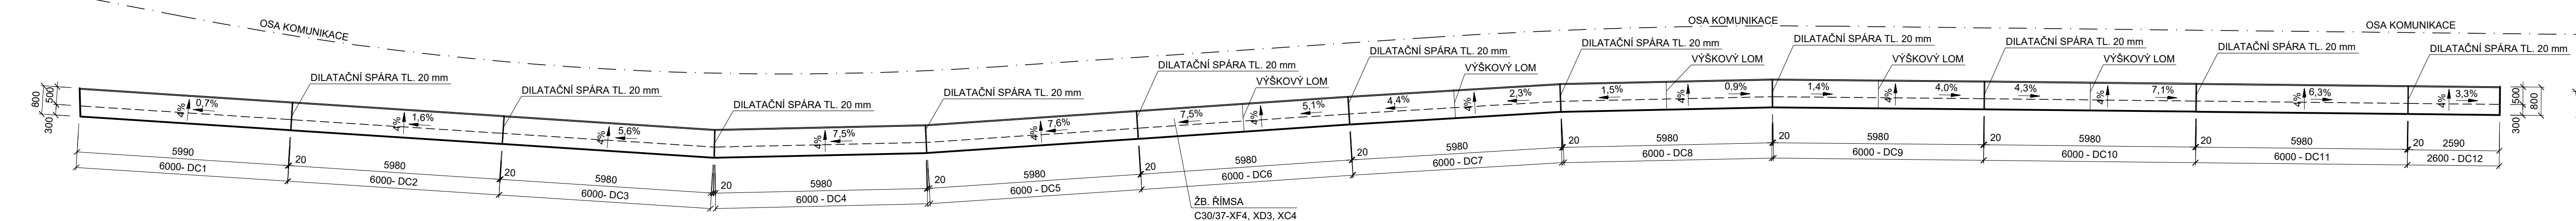 OSA KOMUNIKACE
OSA KOMUNIKACE
OSA KOMUNIKACE
DILATAČNÍ SPÁRA TL. 20 mm
DILATAČNÍ SPÁRA TL. 20 mm
DILATAČNÍ SPÁRA TL. 20 mm
DILATAČNÍ SPÁRA TL. 20 mm
DILATAČNÍ SPÁRA TL. 20 mm
DILATAČNÍ SPÁRA TL. 20 mm
DILATAČNÍ SPÁRA TL. 20 mm
DILATAČNÍ SPÁRA TL. 20 mm
DILATAČNÍ SPÁRA TL. 20 mm
DILATAČNÍ SPÁRA TL. 20 mm
DILATAČNÍ SPÁRA TL. 20 mm
VÝŠKOVÝ LOM
VÝŠKOVÝ LOM
VÝŠKOVÝ LOM
VÝŠKOVÝ LOM
VÝŠKOVÝ LOM
800
500
300
4% 0,7%
4% 1,6%
4% 5,6%
4% 7,5%
4% 7,6%
7,5% 4% 5,1%
4,4% 4% 2,3%
1,5% 4% 0,9%
1,4% 4% 4,0%
4,3% 4% 7,1%
4% 6,3%
4% 3,3%
500
800
300
5990 20 5980 20 5980 20 5980 20 5980 20 5980 20 5980 20 5980 20 5980 20 5980 20 5980 20 2590
6000- DC1
6000- DC2
6000- DC3
6000 - DC4
6000 - DC5
6000 - DC6
6000 - DC7
6000 - DC8
6000 - DC9
6000 - DC10
6000 - DC11
2600 - DC12
ŽB. ŘÍMSA
C30/37-XF4, XD3, XC4